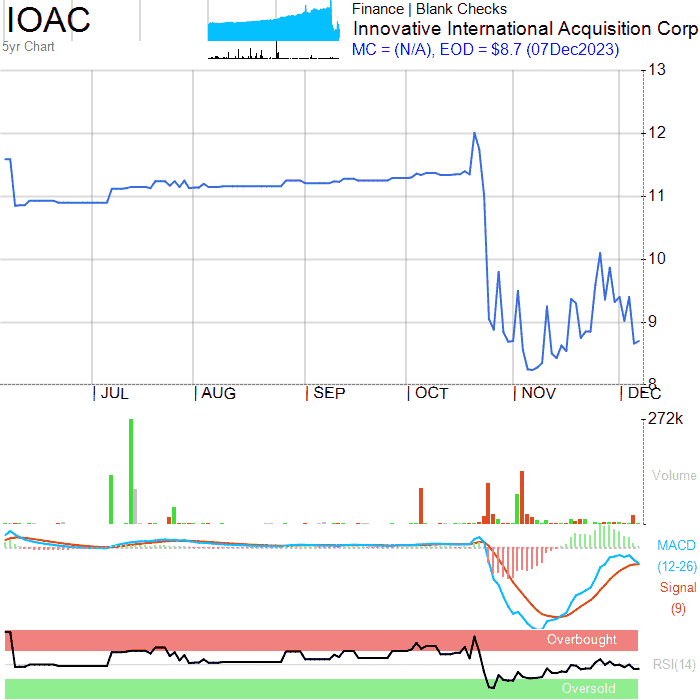 IOAC
5yr Chart
Finance | Blank Checks
Innovative International Acquisition Corp
MC = (N/A), EOD = $8.7 (07Dec2023)
13
12
11
10
9
8
JUL AUG SEP OCT NOV DEC
272k
Volume
MACD
(12-26)
Signal
(9)
Overbought
RSI(14)
Oversold